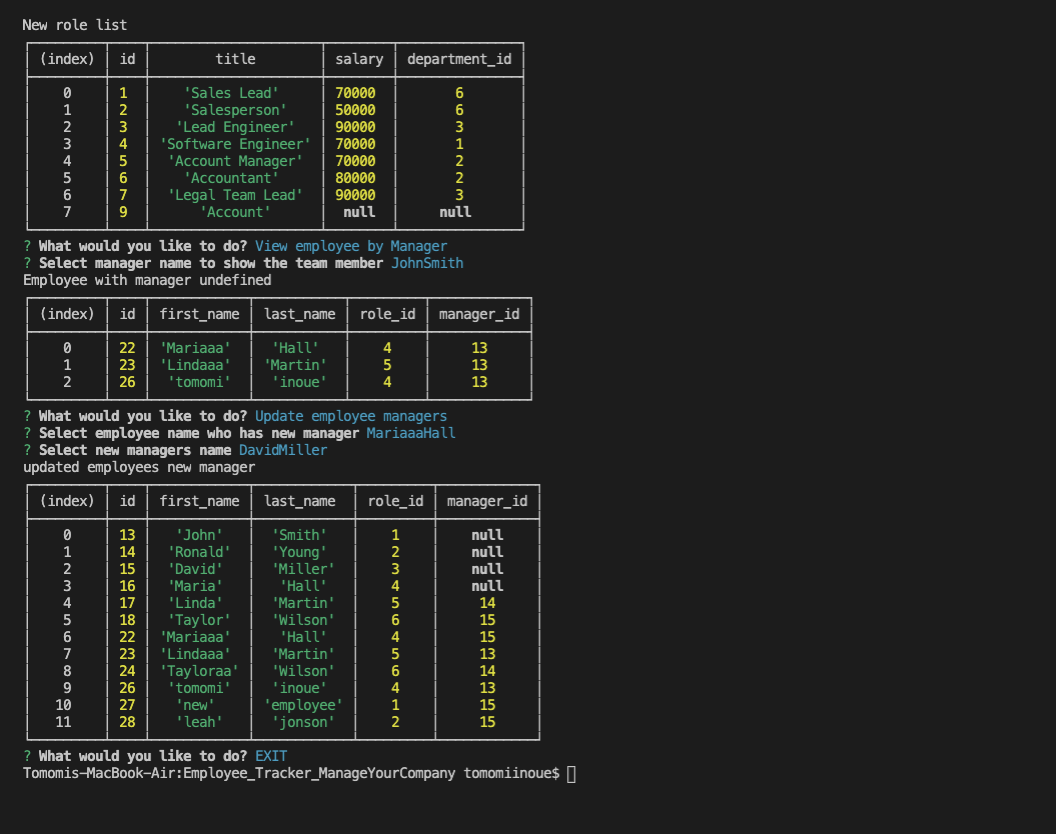 New role list
(index) id title salary department_id
0 1 'Sales Lead' 70000 6
1 2 'Salesperson' 50000 6
2 3 'Lead Engineer' 90000 3
3 4 'Software Engineer' 70000 1
4 5 'Account Manager' 70000 2
5 6 'Accountant' 80000 2
6 7 'Legal Team Lead' 90000 3
7 9 'Account' null null
? What would you like to do? View employee by Manager
? Select manager name to show the team member JohnSmith
Employee with manager undefined
(index) id first_name last_name role_id manager_id
0 22 'Mariaaa' 'Hall' 4 13
1 23 'Lindaaa' 'Martin' 5 13
2 26 'tomomi' 'inoue' 4 13
? What would you like to do? Update employee managers
? Select employee name who has new manager MariaaaHall
? Select new managers name DavidMiller
updated employees new manager
(index) id first_name last_name role_id manager_id
0 13 'John' 'Smith' 1 null
1 14 'Ronald' 'Young' 2 null
2 15 'David' 'Miller' 3 null
3 16 'Maria' 'Hall' 4 null
4 17 'Linda' 'Martin' 5 14
5 18 'Taylor' 'Wilson' 6 15
6 22 'Mariaaa' 'Hall' 4 15
7 23 'Lindaaa' 'Martin' 5 13
8 24 'Tayloraa' 'Wilson' 6 14
9 26 'tomomi' 'inoue' 4 13
10 27 'new' 'employee' 1 15
11 28 'leah' 'jonson' 2 15
? What would you like to do? EXIT
Tomomis-MacBook-Air:Employee_Tracker_ManageYourCompany tomomiinoue$